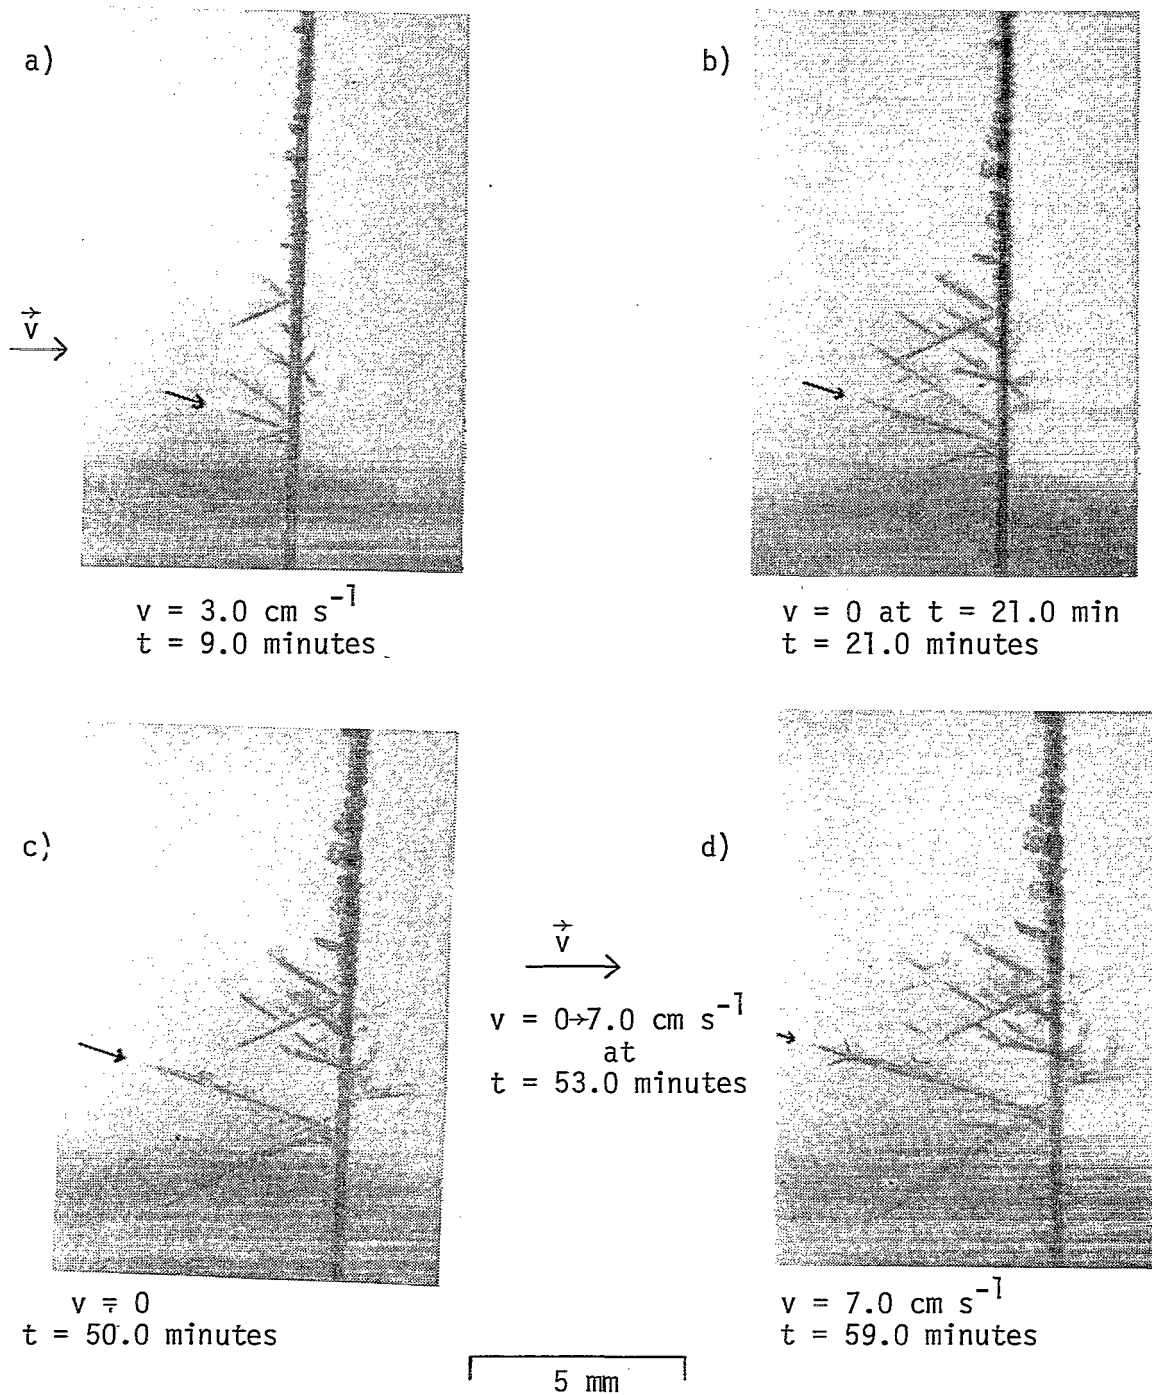 a)
b)
v⃗
v = 3.0 cm s⁻¹
t = 9.0 minutes
v = 0 at t = 21.0 min
t = 21.0 minutes
c)
d)
v⃗
v = 0→7.0 cm s⁻¹
at
t = 53.0 minutes
v = 0
t = 50.0 minutes
v = 7.0 cm s⁻¹
t = 59.0 minutes
5 mm